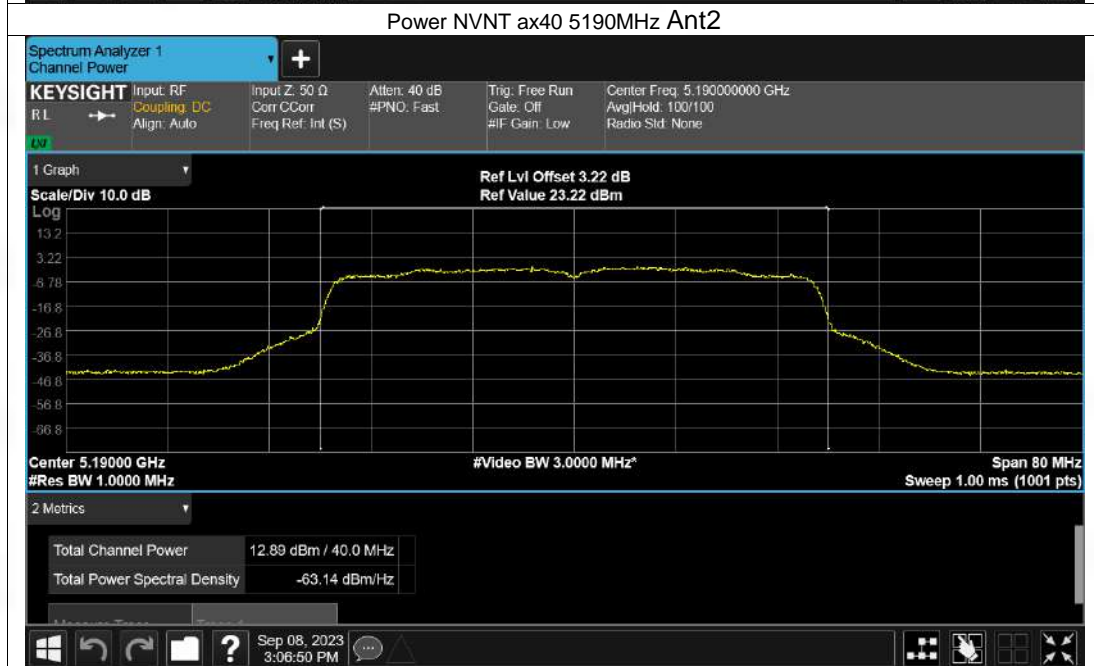 Power NVNT ax40 5190MHz Ant2
Spectrum Analyzer 1
Channel Power
+
KEYSIGHT
R L
LXI
Input: RF
Coupling: DC
Align: Auto
Input Z: 50 Ω
Corr CCorr
Freq Ref: Int (S)
Atten: 40 dB
#PNO: Fast
Trig: Free Run
Gate: Off
#IF Gain: Low
Center Freq: 5.190000000 GHz
Avg|Hold: 100/100
Radio Std: None
1 Graph
Scale/Div 10.0 dB
Ref Lvl Offset 3.22 dB
Ref Value 23.22 dBm
Log
13.2
3.22
-6.78
-16.8
-26.8
-36.8
-46.8
-56.8
-66.8
Center 5.19000 GHz
#Video BW 3.0000 MHz*
Span 80 MHz
#Res BW 1.0000 MHz
Sweep 1.00 ms (1001 pts)
2 Metrics
Total Channel Power 12.89 dBm / 40.0 MHz
Total Power Spectral Density -63.14 dBm/Hz
?
Sep 08, 2023
3:06:50 PM